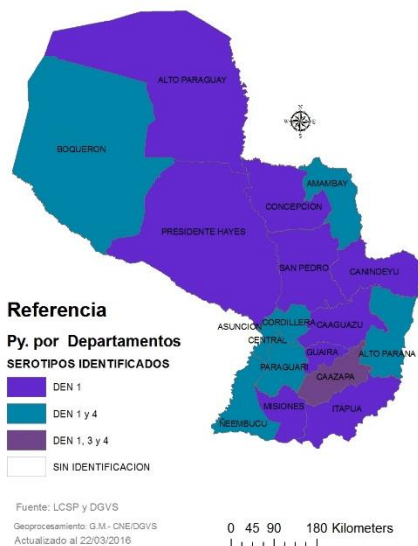 ALTO PARAGUAY
BOQUERON
AMAMBAY
CONCEPCION
PRESIDENTE HAYES
SAN PEDRO
CANINDEYU
ASUNCION
CORDILLERA
CAAGUAZU
CENTRAL
GUAIRA
ALTO PARANA
PARAGUARI
CAAZAPA
MISIONES
ITAPUA
ÑEEMBUCU
Referencia
Py. por Departamentos
SEROTIPOS IDENTIFICADOS
DEN 1
DEN 1 y 4
DEN 1, 3 y 4
SIN IDENTIFICACION
Fuente: LCSP y DGVS
Geoprocesamiento: G.M.- CNE/DGVS
Actualizado al 22/03/2016
0 45 90 180 Kilometers